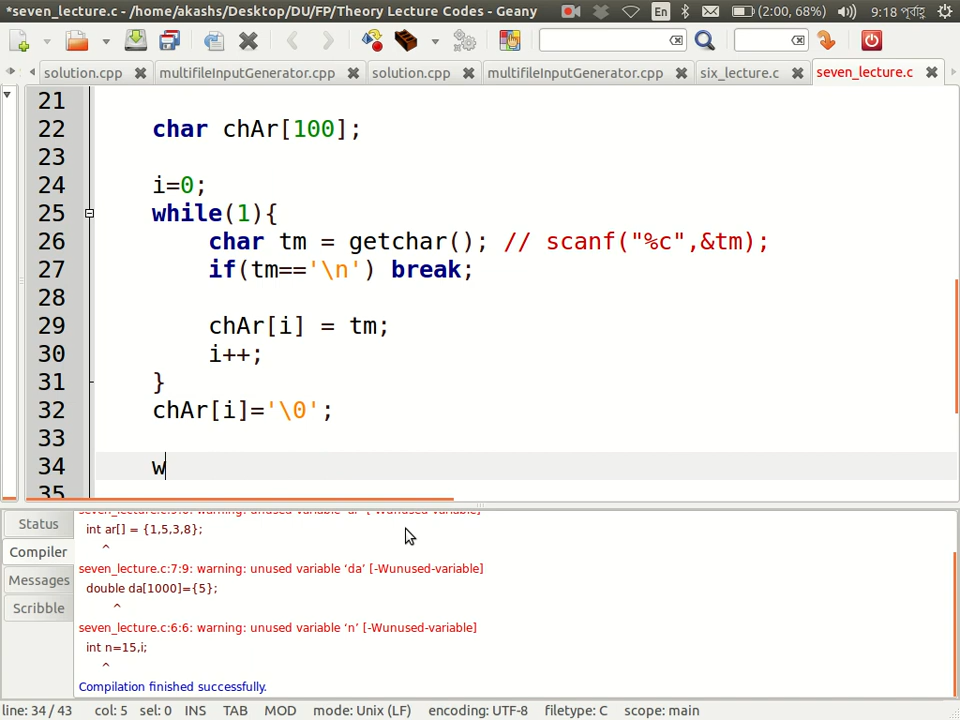 *seven_lecture.c - /home/akashs/Desktop/DU/FP/Theory Lecture Codes - Geany
En
(2:00, 68%)
9:18 পূর্বাহ্ণ
solution.cpp
multifileInputGenerator.cpp
solution.cpp
multifileInputGenerator.cpp
six_lecture.c
seven_lecture.c
21
22 char chAr[100];
23
24 i=0;
25 while(1){
26 char tm = getchar(); // scanf("%c",&tm);
27 if(tm=='\n') break;
28
29 chAr[i] = tm;
30 i++;
31 }
32 chAr[i]='\0';
33
34 w
35
Status
Compiler
Messages
Scribble
int ar[] = {1,5,3,8};
^
seven_lecture.c:7:9: warning: unused variable ‘da’ [-Wunused-variable]
double da[1000]={5};
^
seven_lecture.c:6:6: warning: unused variable ‘n’ [-Wunused-variable]
int n=15,i;
^
Compilation finished successfully.
line: 34 / 43 col: 5 sel: 0 INS TAB MOD mode: Unix (LF) encoding: UTF-8 filetype: C scope: main